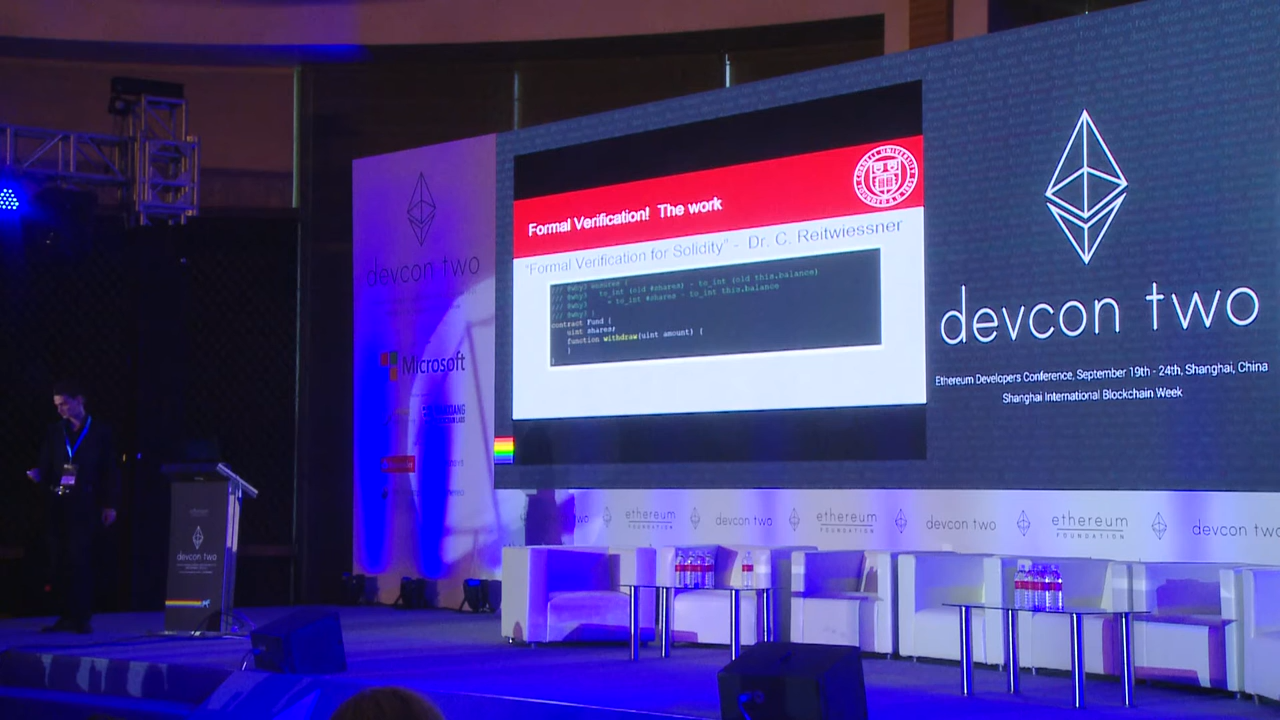 CORNELL UNIVERSITY
Formal Verification! The work
"Formal Verification for Solidity" - Dr. C. Reitwiessner
/// @why3 ensures {
/// @why3 to_int (old #shares) - to_int (old this.balance)
/// @why3 = to_int #shares - to_int this.balance
/// @why3 }
contract Fund {
uint shares;
function withdraw(uint amount) {
}
}
devcon two
Ethereum Developers Conference, September 19th - 24th, Shanghai, China
Shanghai International Blockchain Week
devcon two
Microsoft
ethereum
FOUNDATION
devcon two
ethereum
FOUNDATION
devcon two
ethereum
FOUNDATION
devcon two
ethereum
devcon two